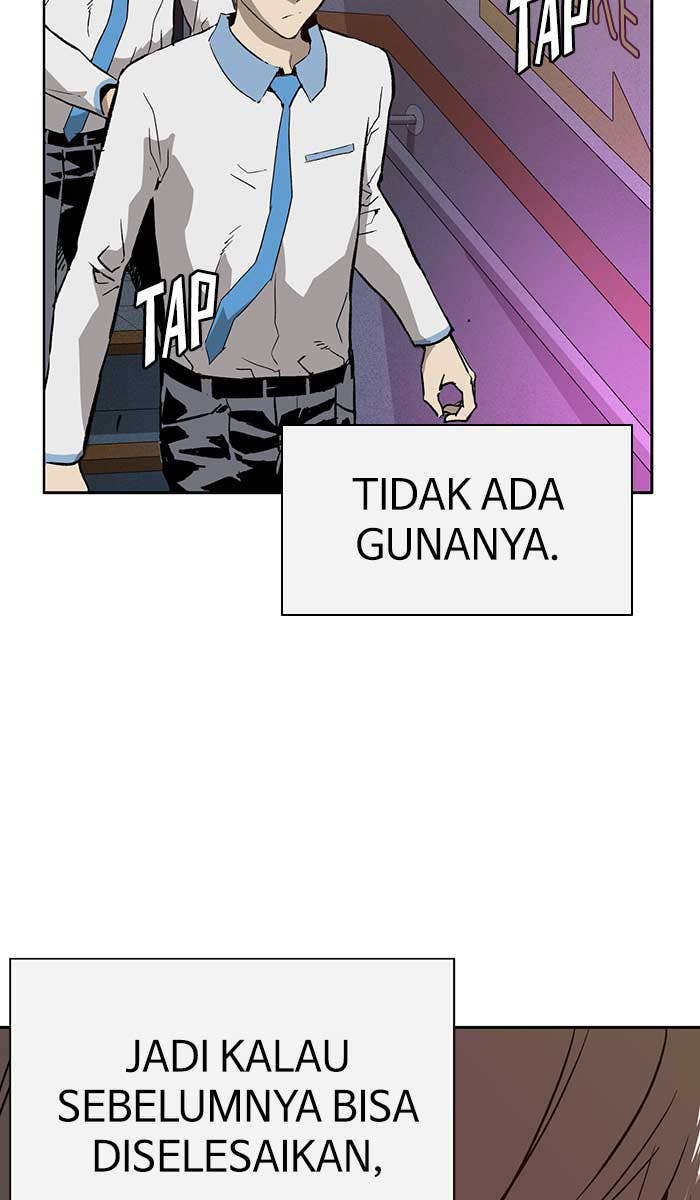 TAP
TAP
TIDAK ADA
GUNANYA.
JADI KALAU
SEBELUMNYA BISA
DISELESAIKAN,